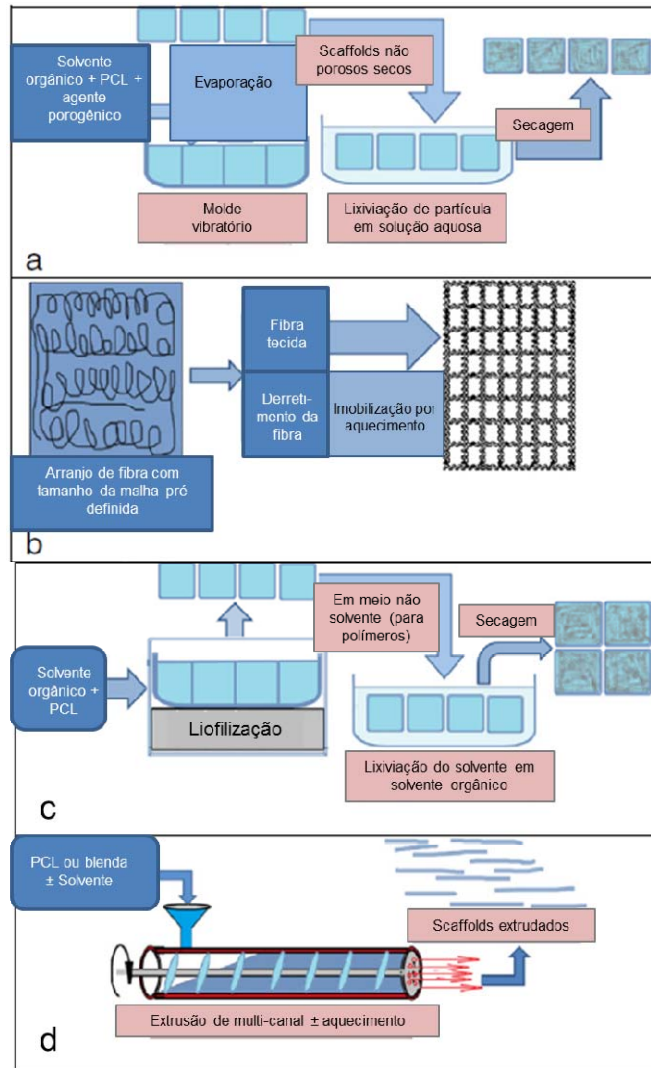 Solvente
orgânico + PCL +
agente
porogênico
Evaporação
Scaffolds não
porosos secos
Secagem
Molde
vibratório
Lixiviação de partícula
em solução aquosa
a
Fibra
tecida
Derreti-
mento da
fibra
Imobilização por
aquecimento
Arranjo de fibra com
tamanho da malha pré
definida
b
Solvente
orgânico +
PCL
Liofilização
Em meio não
solvente (para
polímeros)
Secagem
Lixiviação do solvente em
solvente orgânico
c
PCL ou blenda
± Solvente
Scaffolds extrudados
Extrusão de multi-canal ± aquecimento
d